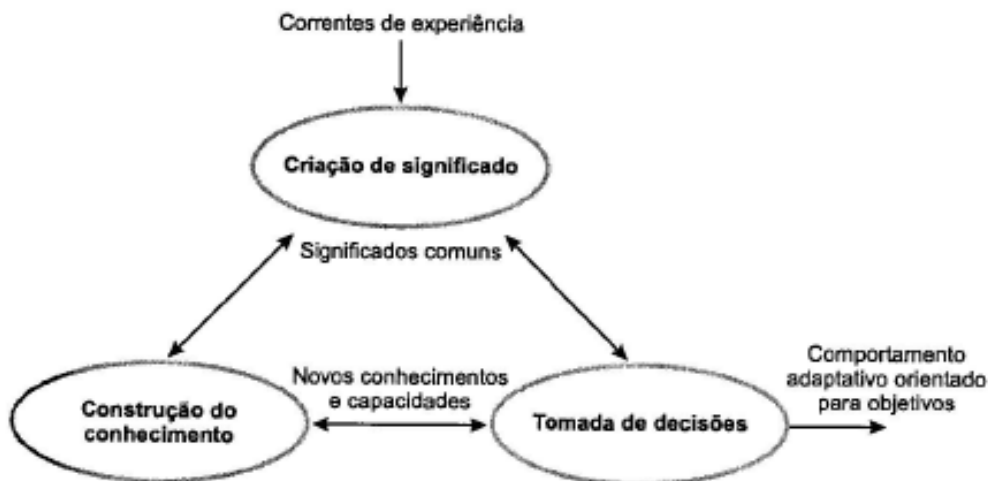 Correntes de experiência
Criação de significado
Significados comuns
Novos conhecimentos
e capacidades
Construção do
conhecimento
Tomada de decisões
Comportamento
adaptativo orientado
para objetivos